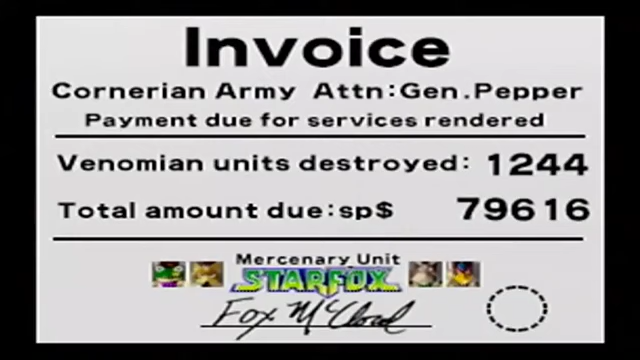 Invoice
Cornerian Army Attn:Gen.Pepper
Payment due for services rendered
Venomian units destroyed: 1244
Total amount due:sp$ 79616
Mercenary Unit
STARFOX
Fox McCloud